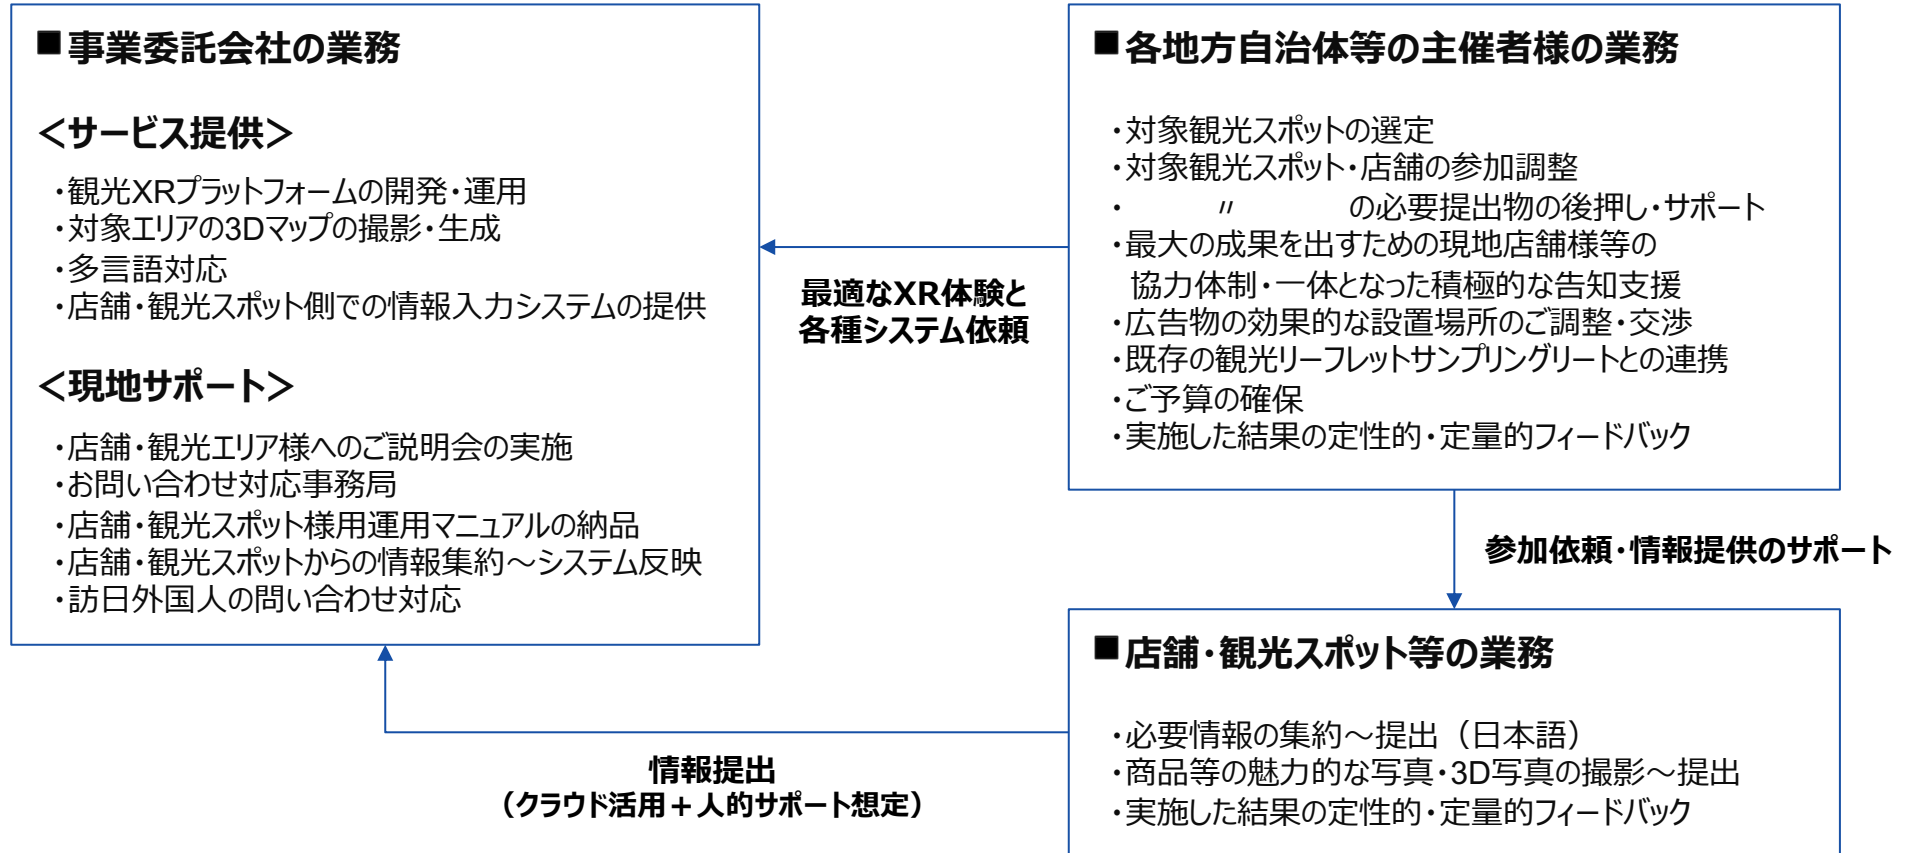 ■事業委託会社の業務
＜サービス提供＞
・観光XRプラットフォームの開発・運用
・対象エリアの3Dマップの撮影・生成
・多言語対応
・店舗・観光スポット側での情報入力システムの提供
＜現地サポート＞
・店舗・観光エリア様へのご説明会の実施
・お問い合わせ対応事務局
・店舗・観光スポット様用運用マニュアルの納品
・店舗・観光スポットからの情報集約～システム反映
・訪日外国人の問い合わせ対応
最適なXR体験と
各種システム依頼
■各地方自治体等の主催者様の業務
・対象観光スポットの選定
・対象観光スポット・店舗の参加調整
・　　　〃　　　　の必要提出物の後押し・サポート
・最大の成果を出すための現地店舗様等の
協力体制・一体となった積極的な告知支援
・広告物の効果的な設置場所のご調整・交渉
・既存の観光リーフレットサンプリングリートとの連携
・ご予算の確保
・実施した結果の定性的・定量的フィードバック
参加依頼・情報提供のサポート
■店舗・観光スポット等の業務
・必要情報の集約～提出（日本語）
・商品等の魅力的な写真・3D写真の撮影～提出
・実施した結果の定性的・定量的フィードバック
情報提出
（クラウド活用＋人的サポート想定）